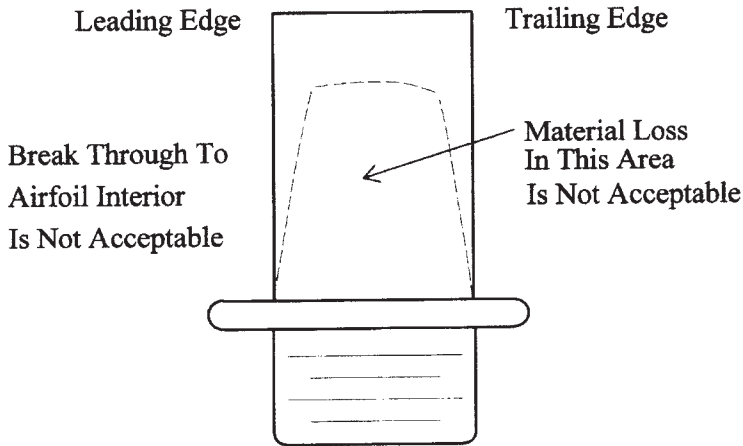 Leading Edge
Trailing Edge
Break Through To
Airfoil Interior
Is Not Acceptable
Material Loss
In This Area
Is Not Acceptable